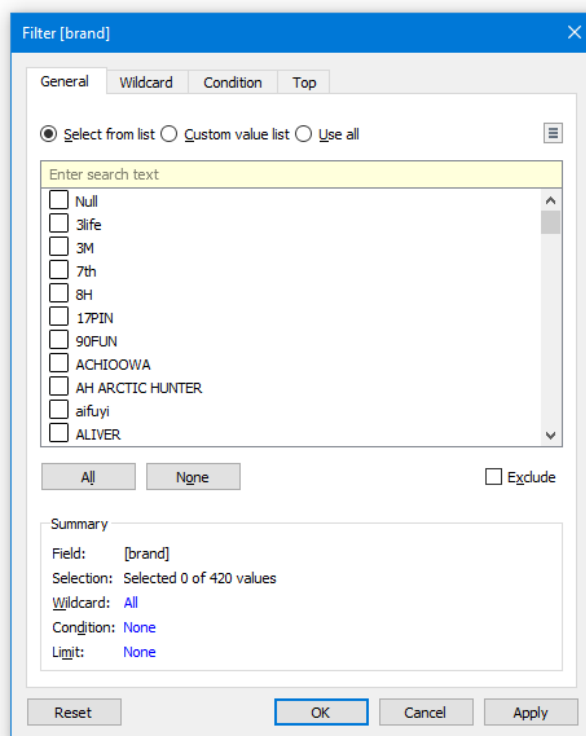 Filter [brand]
General Wildcard Condition Top
Select from list Custom value list Use all
Enter search text
Null
3life
3M
7th
8H
17PIN
90FUN
ACHIOOWA
AH ARCTIC HUNTER
aifuyi
ALIVER
All None Exclude
Summary
Field: [brand]
Selection: Selected 0 of 420 values
Wildcard: All
Condition: None
Limit: None
Reset OK Cancel Apply